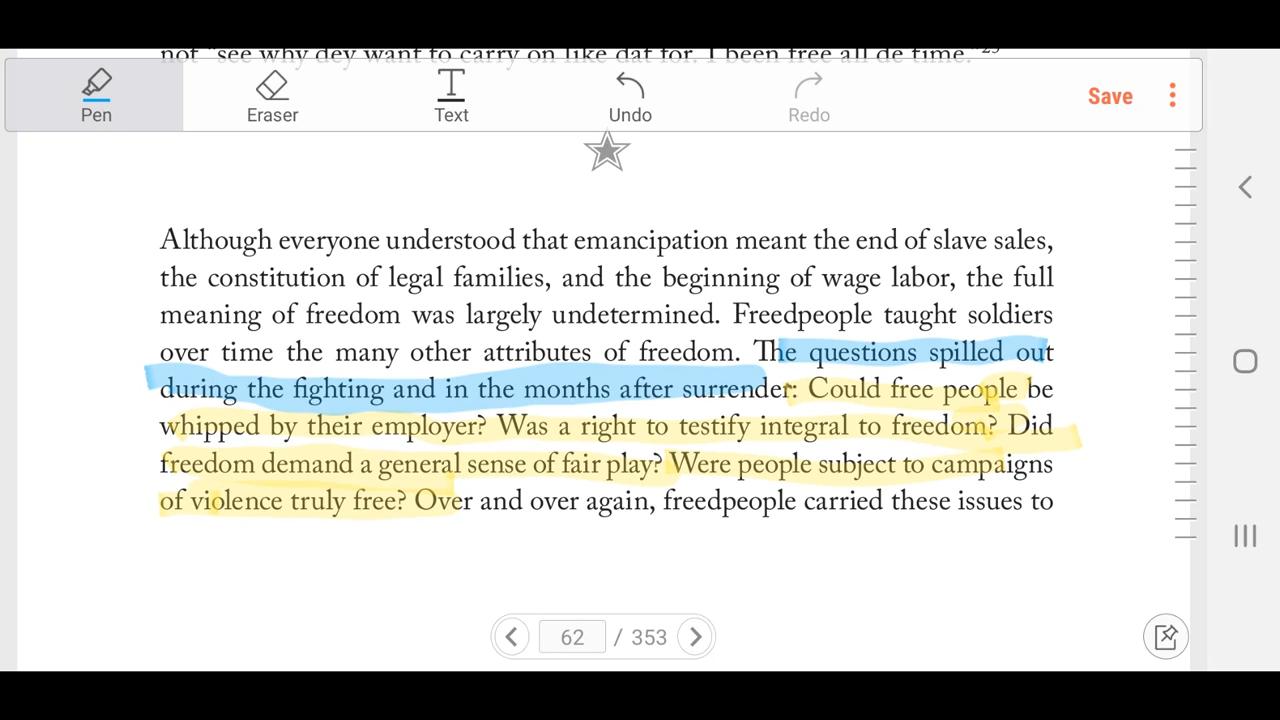 not "see why dey want to carry on like dat for. I been free all de time."²³
Pen
Eraser
Text
Undo
Redo
Save
Although everyone understood that emancipation meant the end of slave sales,
the constitution of legal families, and the beginning of wage labor, the full
meaning of freedom was largely undetermined. Freedpeople taught soldiers
over time the many other attributes of freedom. The questions spilled out
during the fighting and in the months after surrender: Could free people be
whipped by their employer? Was a right to testify integral to freedom? Did
freedom demand a general sense of fair play? Were people subject to campaigns
of violence truly free? Over and over again, freedpeople carried these issues to
62 / 353